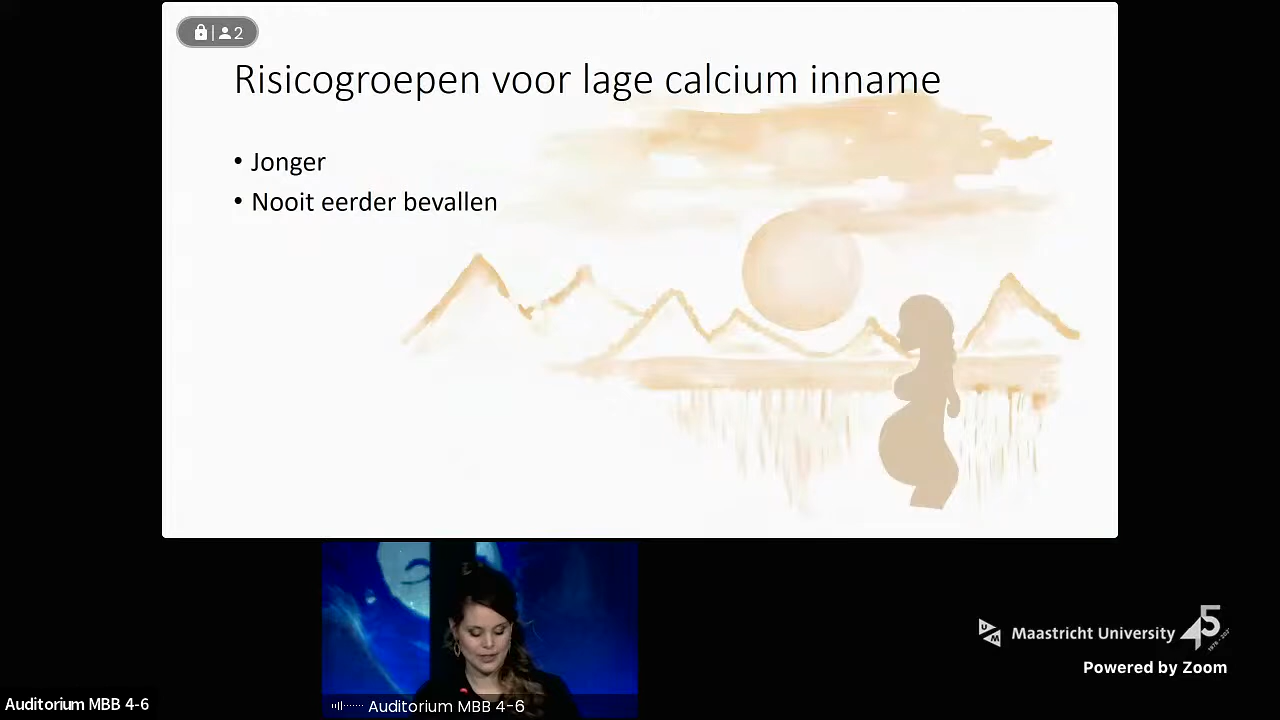 2
Risicogroepen voor lage calcium inname
• Jonger
• Nooit eerder bevallen
Maastricht University
45
Powered by Zoom
Auditorium MBB 4-6
Auditorium MBB 4-6